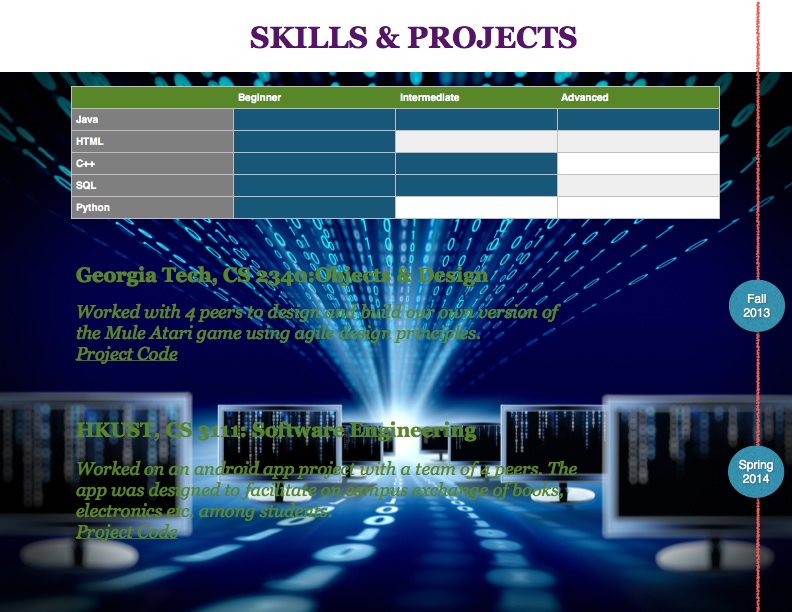 SKILLS & PROJECTS
Beginner Intermediate Advanced
Java
HTML
C++
SQL
Python
Georgia Tech, CS 2340:Objects & Design
Worked with 4 peers to design and build our own version of
the Mule Atari game using agile design principles.
Project Code
Fall
2013
HKUST, CS 3111: Software Engineering
Worked on an android app project with a team of 4 peers. The
app was designed to facilitate on campus exchange of books,
electronics etc. among students.
Project Code
Spring
2014